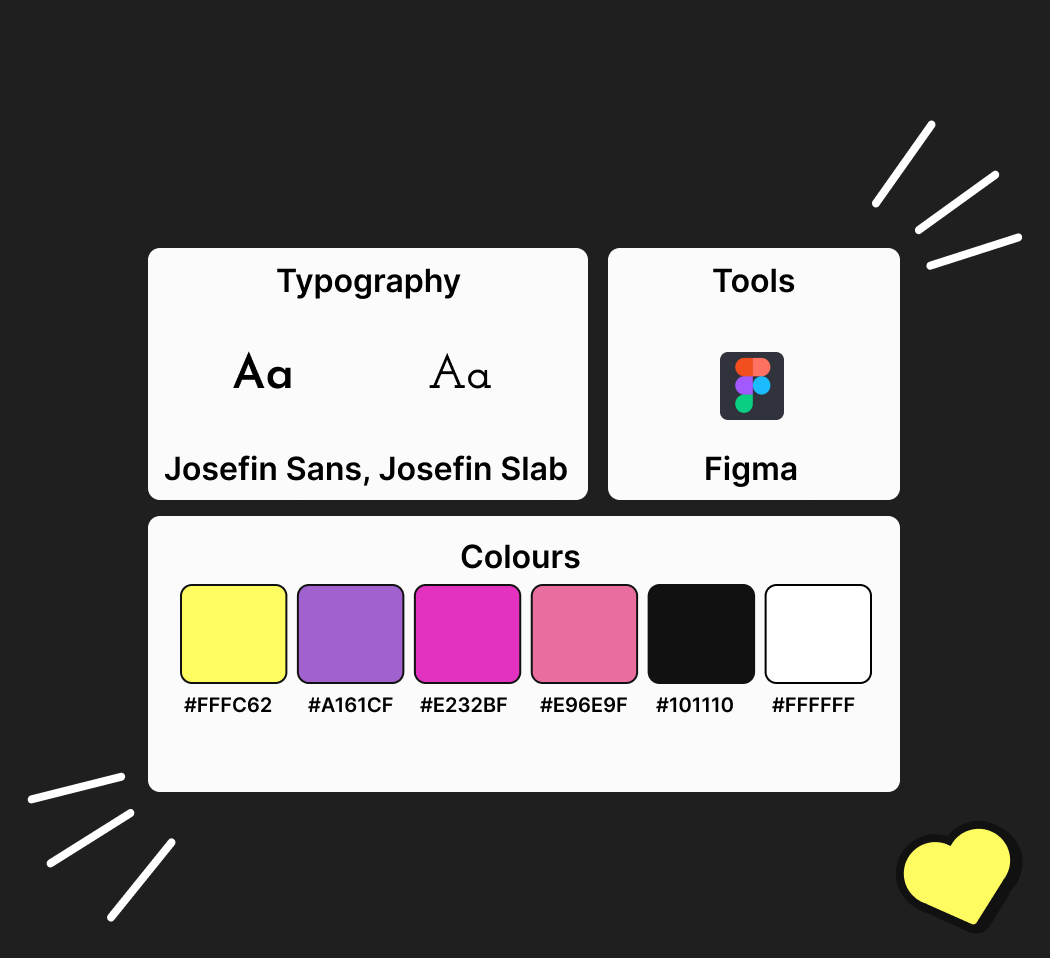 Typography
Aa Aa
Josefin Sans, Josefin Slab
Tools
Figma
Colours
#FFFC62 #A161CF #E232BF #E96E9F #101110 #FFFFFF